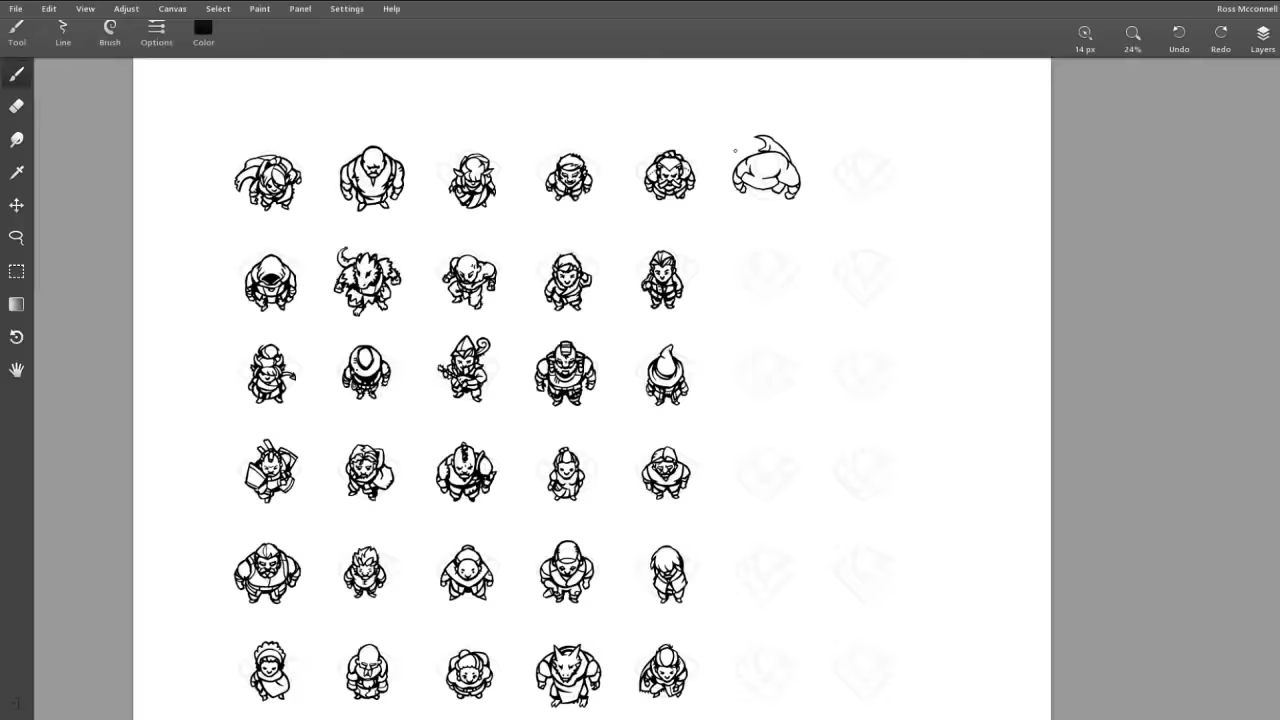 File Edit View Adjust Canvas Select Paint Panel Settings Help Ross Mcconnell
Tool Line Brush Options Color 14 px 24% Undo Redo Layers